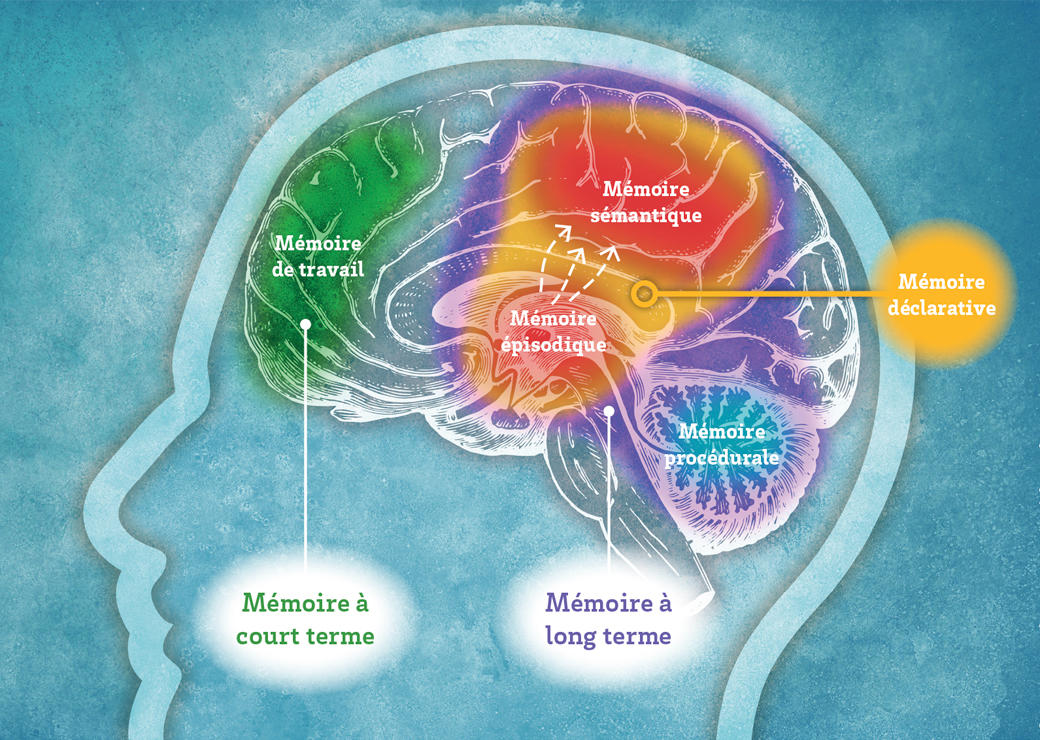 Mémoire
sémantique
Mémoire
de travail
Mémoire
déclarative
Mémoire
épisodique
Mémoire
procédurale
Mémoire à
court terme
Mémoire à
long terme